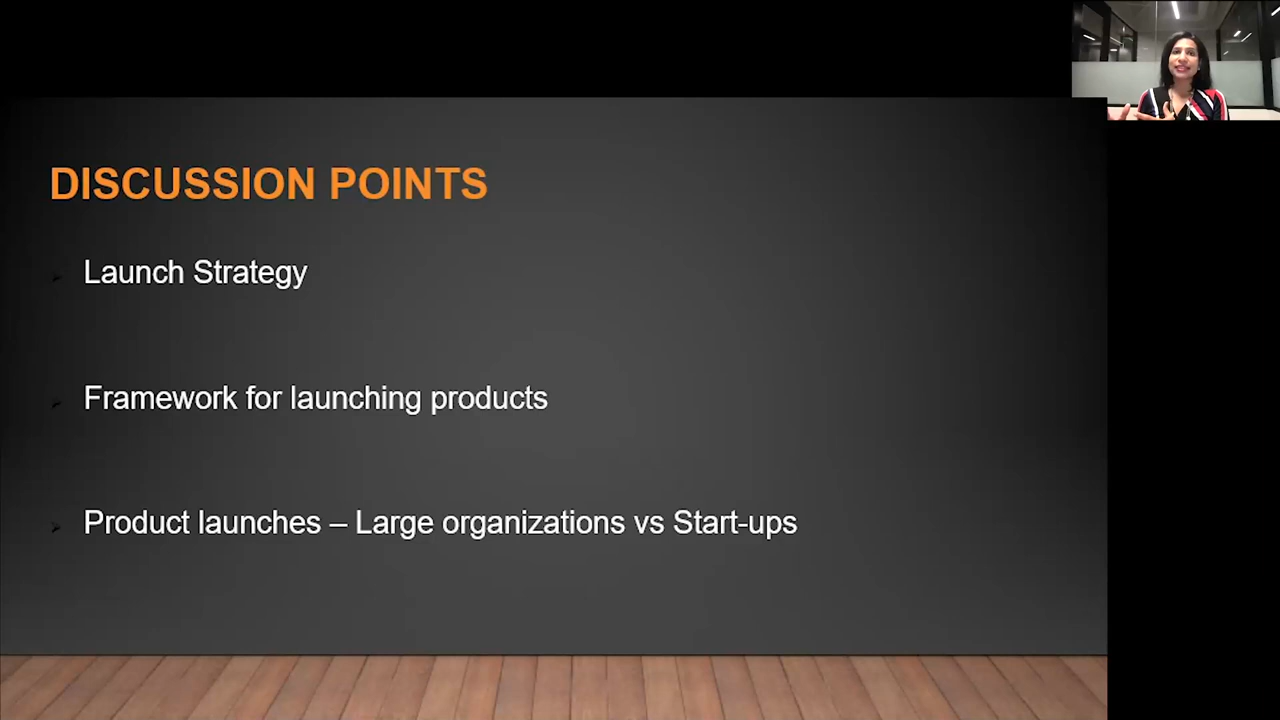 DISCUSSION POINTS
Launch Strategy
Framework for launching products
Product launches – Large organizations vs Start-ups